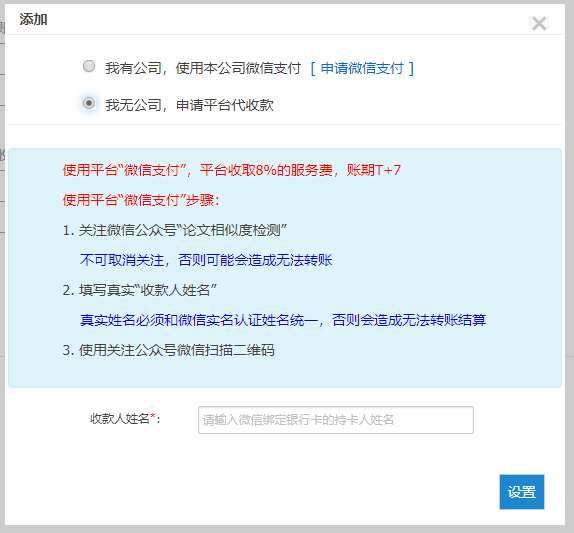 添加
我有公司，使用本公司微信支付 [ 申请微信支付 ]
我无公司，申请平台代收款
使用平台“微信支付”，平台收取8%的服务费，账期T+7
使用平台“微信支付”步骤：
1. 关注微信公众号“论文相似度检测”
不可取消关注，否则可能会造成无法转账
2. 填写真实“收款人姓名”
真实姓名必须和微信实名认证姓名统一，否则会造成无法转账结算
3. 使用关注公众号微信扫描二维码
收款人姓名*： 请输入微信绑定银行卡的持卡人姓名
设置